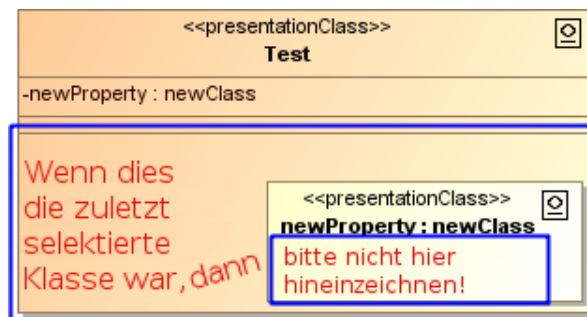 <<presentationClass>>
Test
-newProperty : newClass
Wenn dies
die zuletzt
selektierte
Klasse war, dann
<<presentationClass>>
newProperty : newClass
bitte nicht hier
hineinzeichnen!